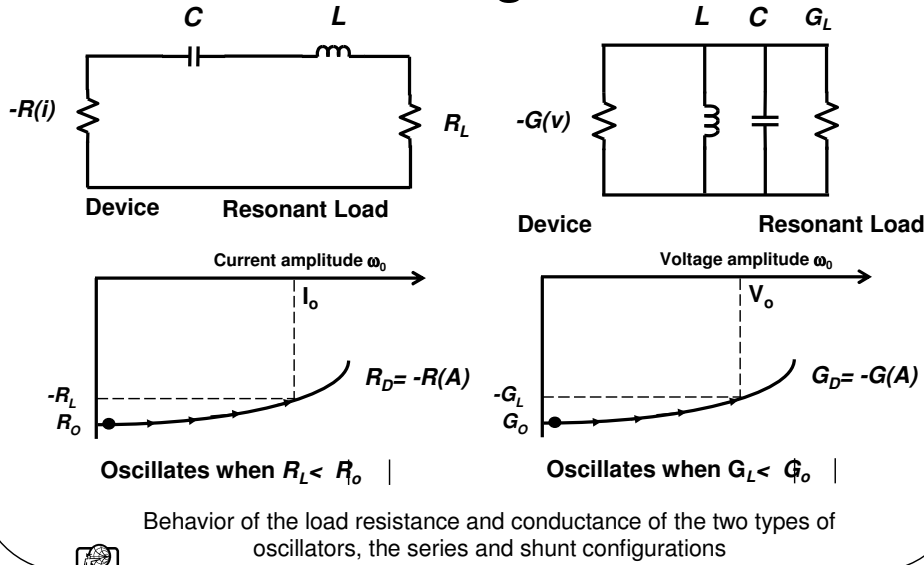 C L
-R(i)
R_L
Device Resonant Load
L C G_L
-G(v)
Device Resonant Load
Current amplitude ω₀
I_o
R_D= -R(A)
-R_L
R_O
Oscillates when R_L< |R_o|
Voltage amplitude ω₀
V_o
G_D= -G(A)
-G_L
G_O
Oscillates when G_L< |G_o|
Behavior of the load resistance and conductance of the two types of
oscillators, the series and shunt configurations